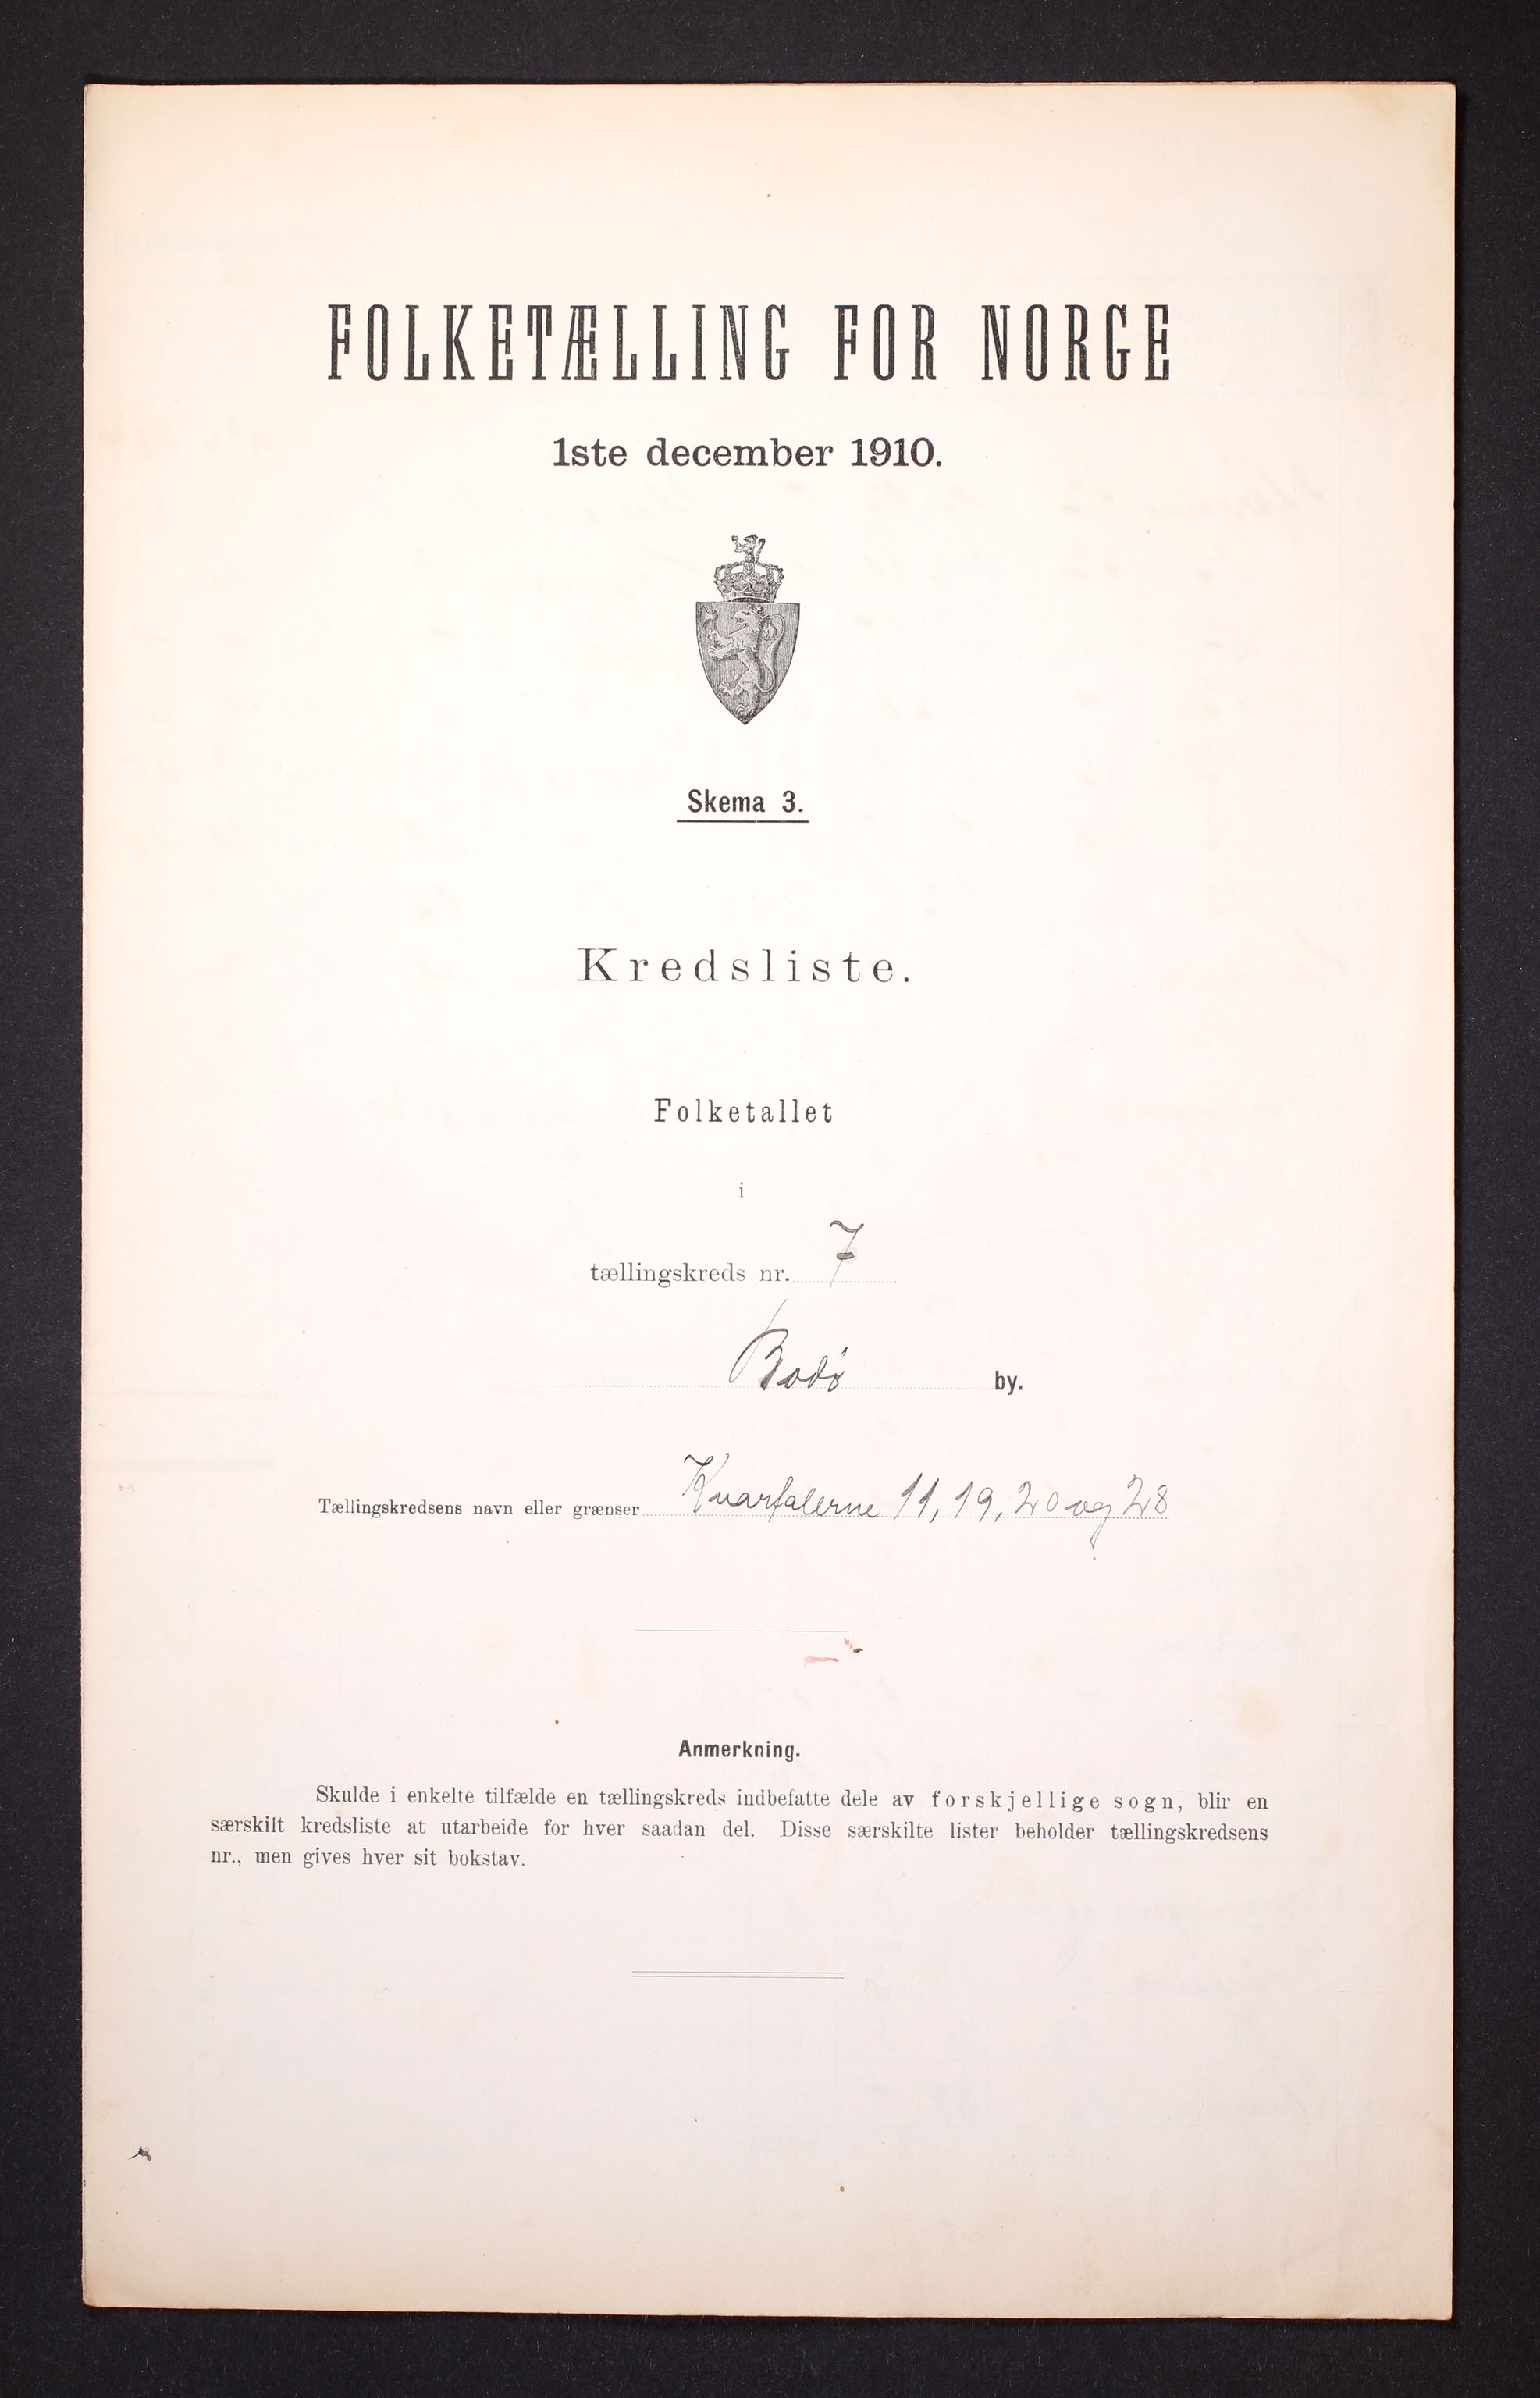 FOLKETÆLLING FOR NORGE
1ste december 1910.
Skema 3.
Kredsliste.
Folketallet
i
tællingskreds nr. 7
Bodø by.
Tællingskredsens navn eller grænser Kvartalerne 11, 19, 20 og 28
Anmerkning.
Skulde i enkelte tilfælde en tællingskreds indbefatte dele av forskjellige sogn, blir en
særskilt kredsliste at utarbeide for hver saadan del. Disse særskilte lister beholder tællingskredsens
nr., men gives hver sit bokstav.